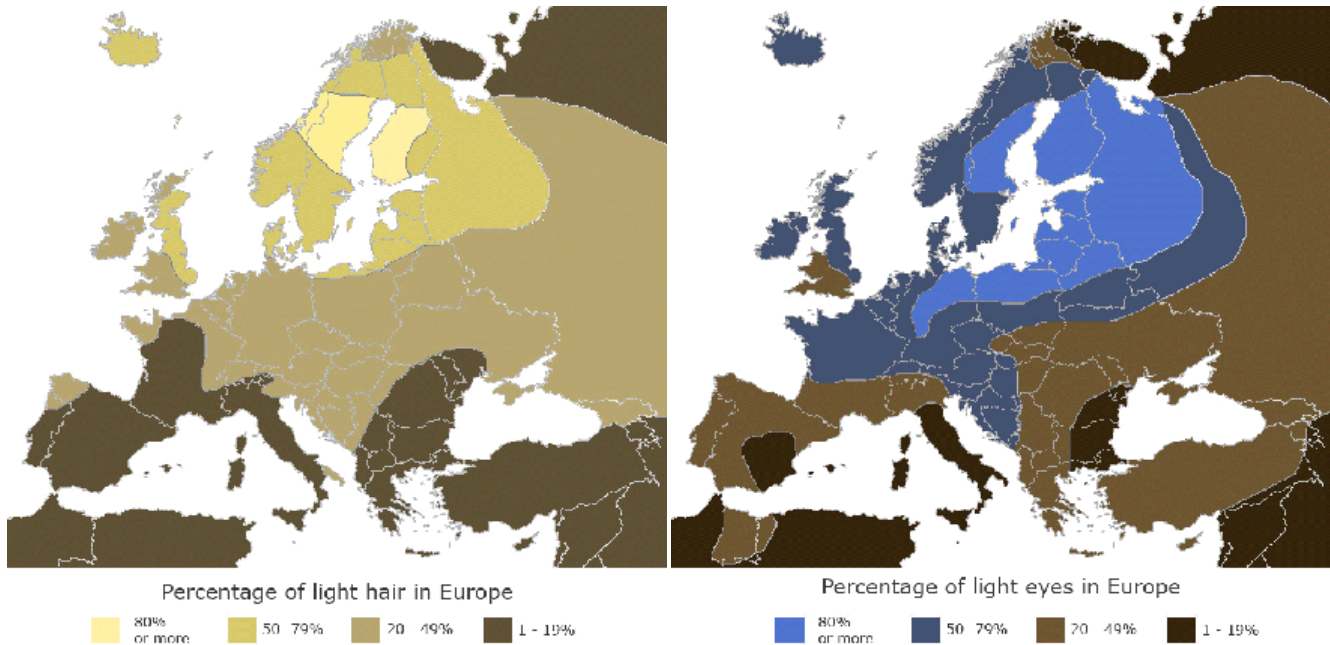 Percentage of light hair in Europe
80%
or more
50 79%
20 49%
1 - 19%
Percentage of light eyes in Europe
80%
or more
50 79%
20 49%
1 - 19%